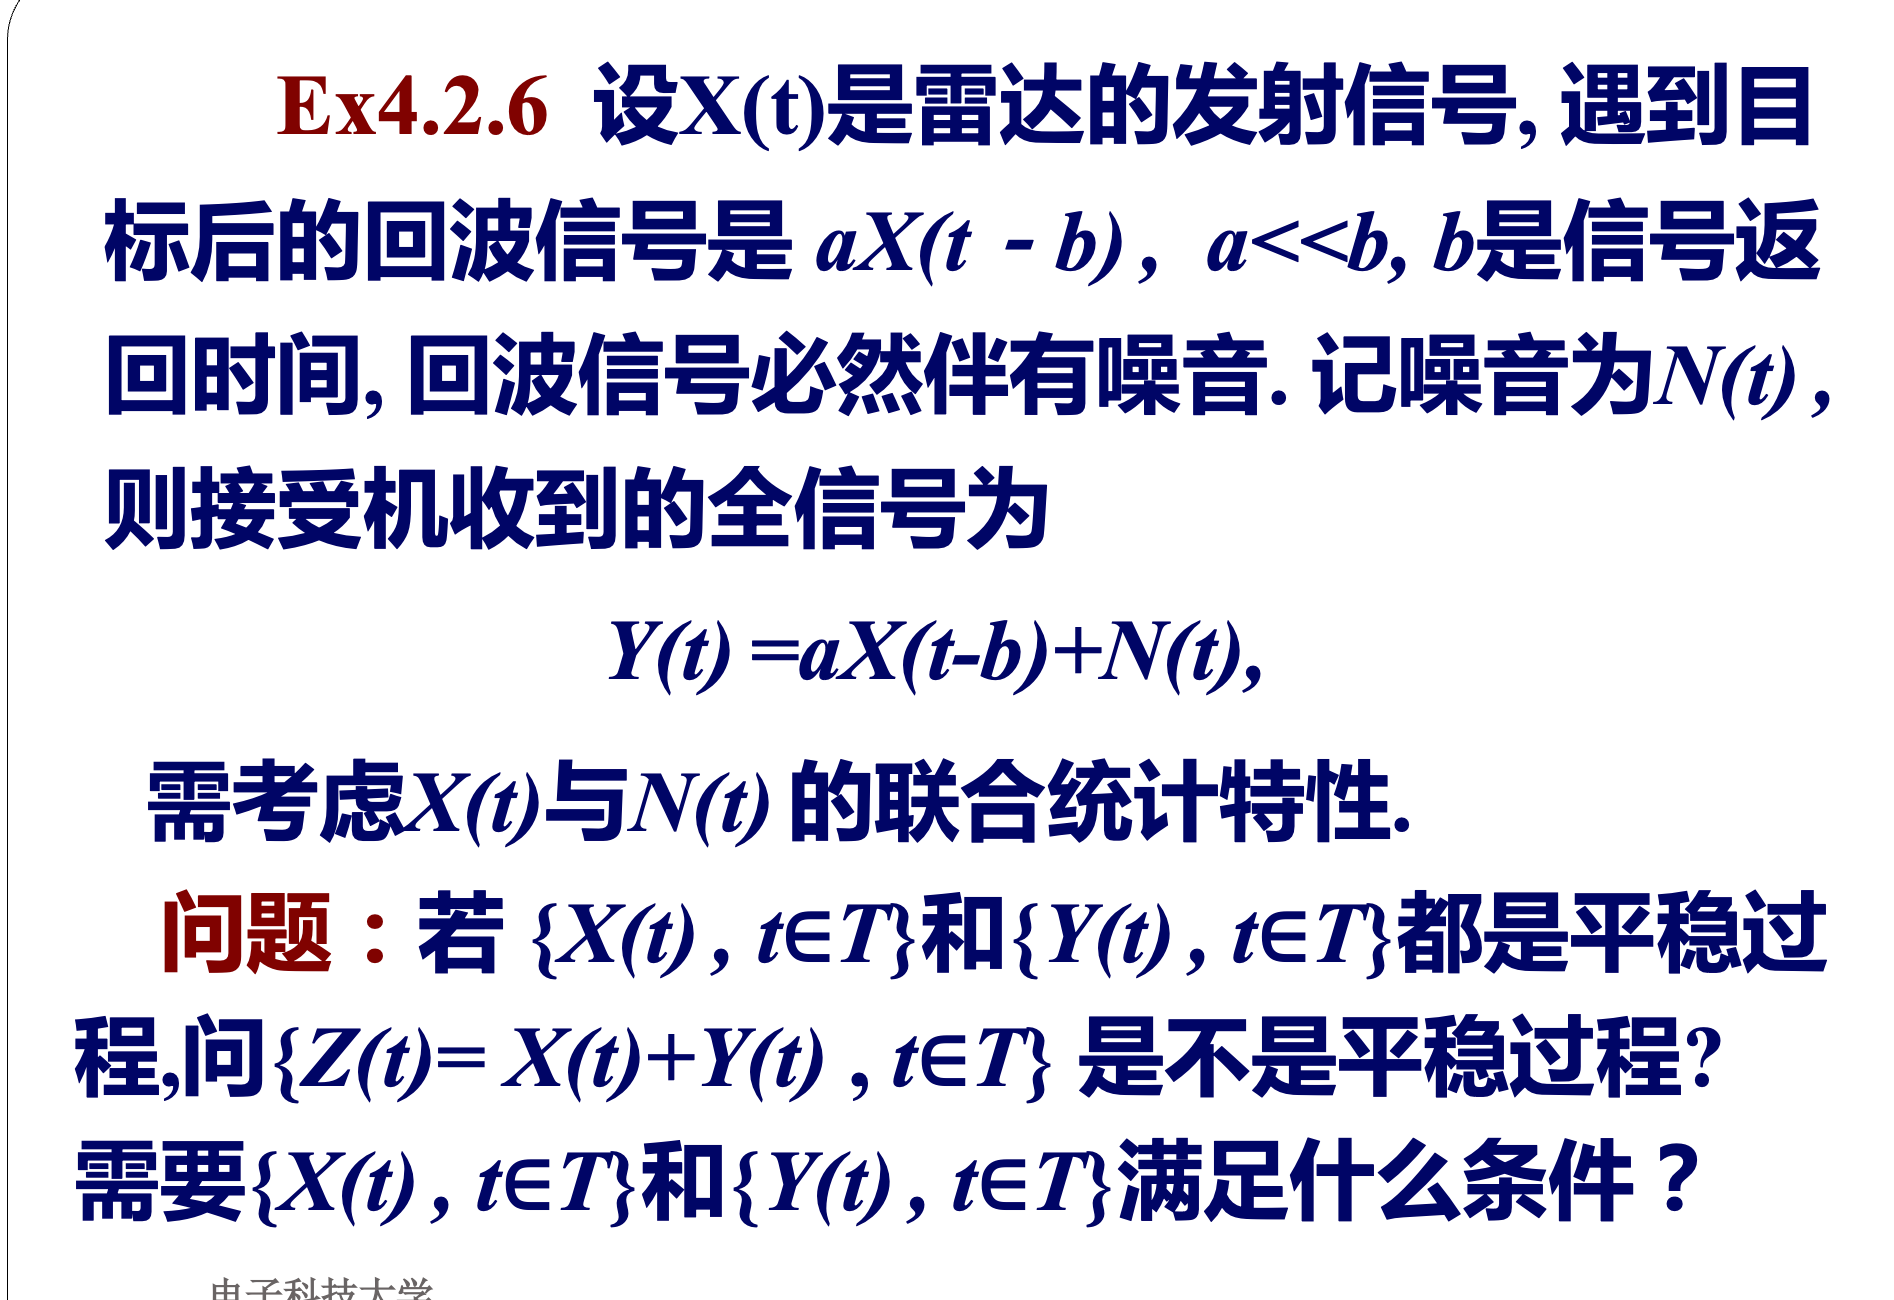 Ex4.2.6 设X(t)是雷达的发射信号, 遇到目
标后的回波信号是 aX(t - b) , a<<b, b是信号返
回时间, 回波信号必然伴有噪音. 记噪音为N(t) ,
则接受机收到的全信号为
Y(t) =aX(t-b)+N(t),
需考虑X(t)与N(t) 的联合统计特性.
问题：若 {X(t) , t∈T}和{Y(t) , t∈T}都是平稳过
程,问{Z(t)= X(t)+Y(t) , t∈T} 是不是平稳过程?
需要{X(t) , t∈T}和{Y(t) , t∈T}满足什么条件？
电子科技大学